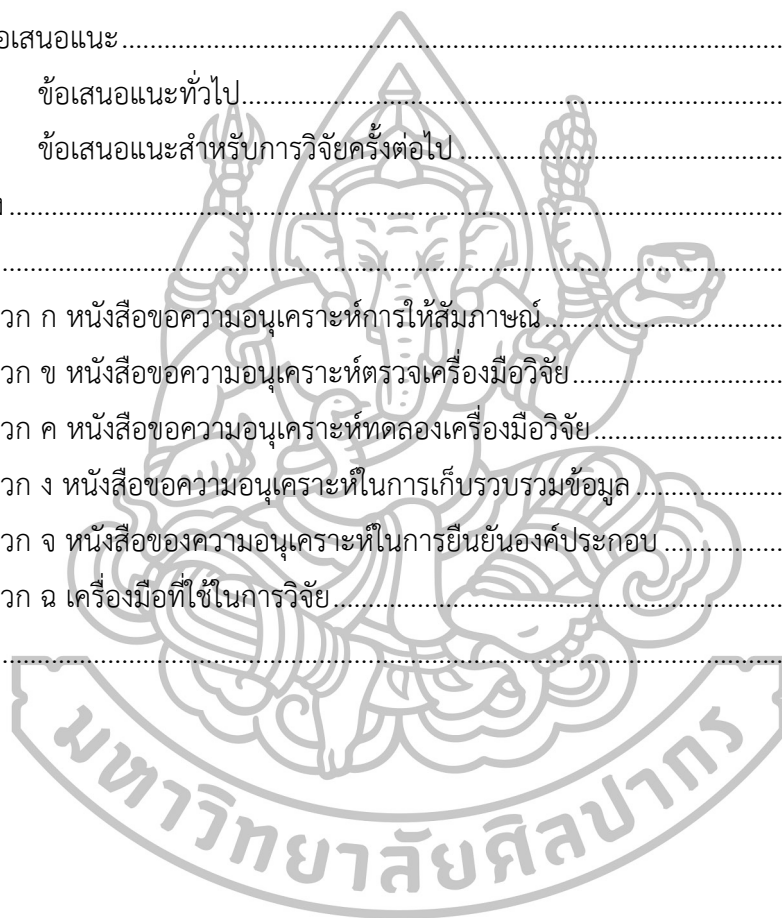 อเสนอแนะ................................................................................................
ข้อเสนอแนะทั่วไป................................................................................
ข้อเสนอแนะสำหรับการวิจัยครั้งต่อไป ..................................................
................................................................................................................
................................................................................................................
วก ก หนังสือขอความอนุเคราะห์การให้สัมภาษณ์......................................
วก ข หนังสือขอความอนุเคราะห์ตรวจเครื่องมือวิจัย..................................
วก ค หนังสือขอความอนุเคราะห์ทดลองเครื่องมือวิจัย...............................
วก ง หนังสือขอความอนุเคราะห์ในการเก็บรวบรวมข้อมูล .........................
วก จ หนังสือของความอนุเคราะห์ในการยืนยันองค์ประกอบ .....................
วก ฉ เครื่องมือที่ใช้ในการวิจัย....................................................................
................................................................................................................
มหาวิทยาลัยศิลปากร